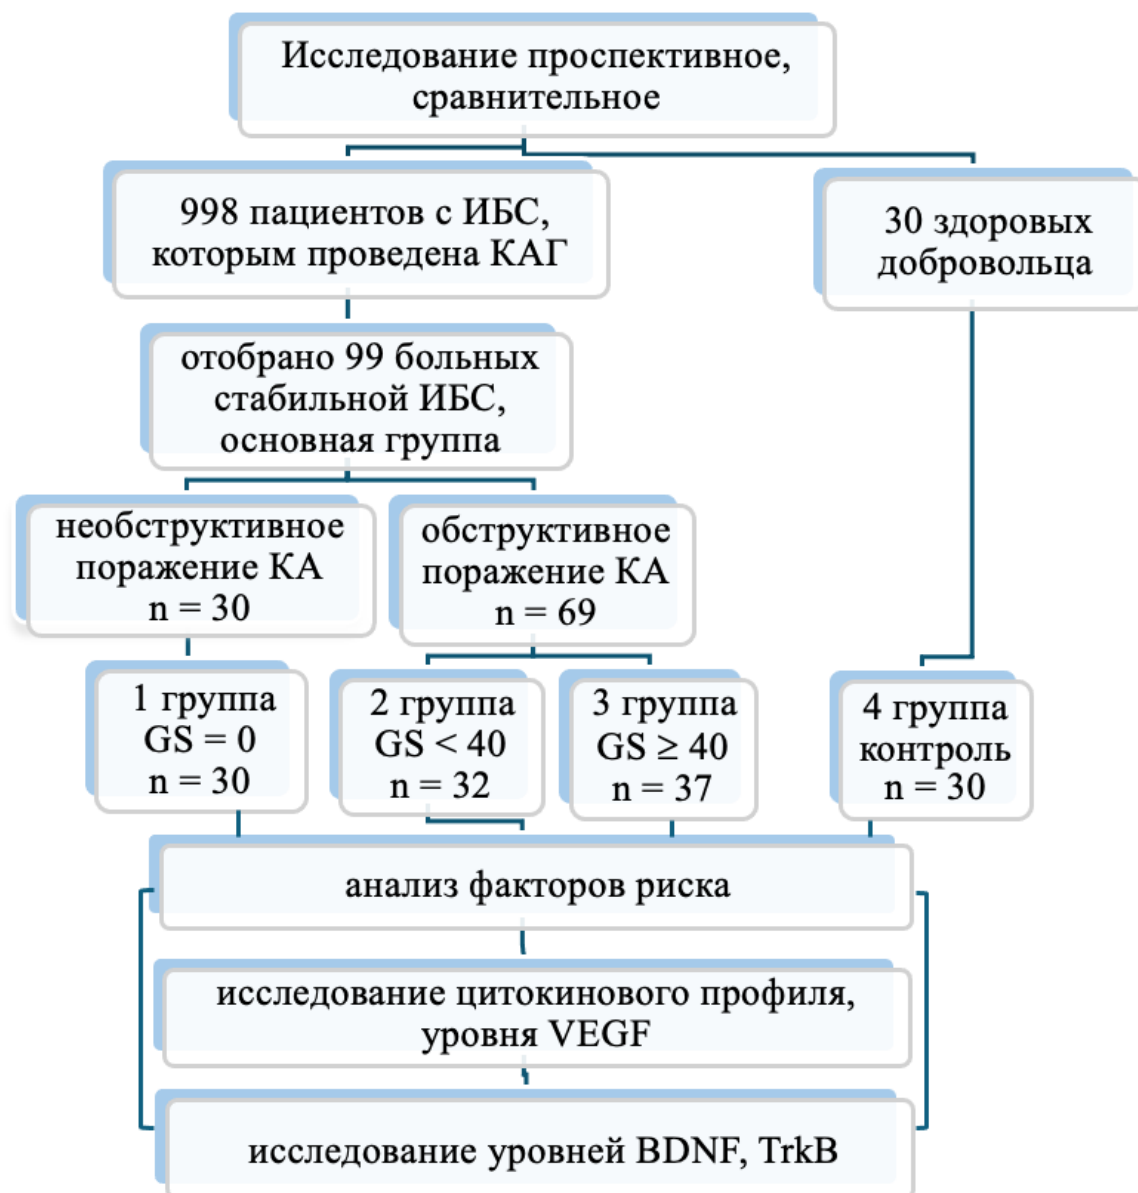 Исследование проспективное,
сравнительное
998 пациентов с ИБС,
которым проведена КАГ
30 здоровых
добровольца
отобрано 99 больных
стабильной ИБС,
основная группа
необструктивное
поражение КА
n = 30
обструктивное
поражение КА
n = 69
1 группа
GS = 0
n = 30
2 группа
GS < 40
n = 32
3 группа
GS ≥ 40
n = 37
4 группа
контроль
n = 30
анализ факторов риска
исследование цитокинового профиля,
уровня VEGF
исследование уровней BDNF, TrkB